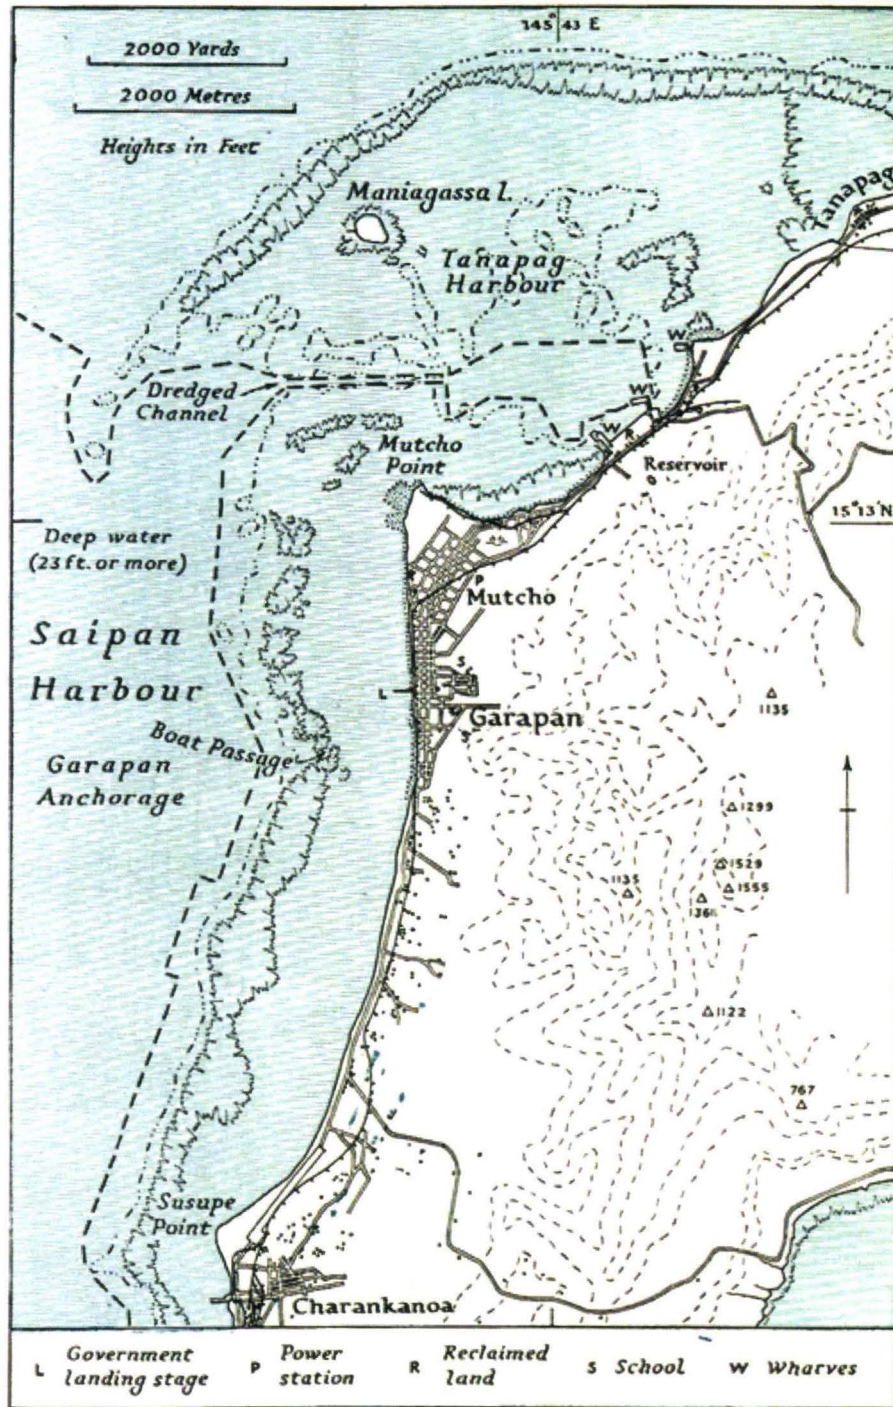 145° 43 E
2000 Yards
2000 Metres
Heights in Feet
Tanapag
Maniagassa I.
Tanapag
Harbour
W
Dredged
Channel
W
W
R
Mutcho
Point
Reservoir
15° 13' N
Deep water
(23 ft. or more)
R
P
Mutcho
Saipan
Harbour
S
L
1135
Garapan
S
Boat Passage
Garapan
Anchorage
1299
1529
1135
1555
1361
1122
767
Susupe
Point
Charankanoa
L Government
landing stage
P Power
station
R Reclaimed
land
S School
W Wharves